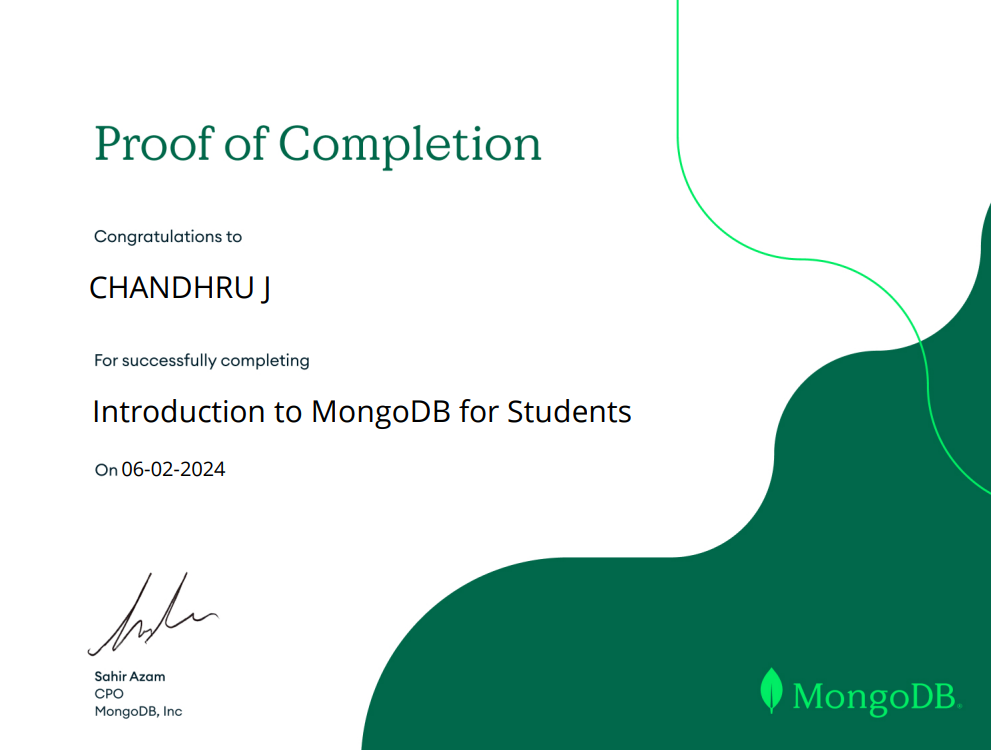 Proof of Completion
Congratulations to
CHANDHRU J
For successfully completing
Introduction to MongoDB for Students
On 06-02-2024
Sahir Azam
CPO
MongoDB, Inc
MongoDB.